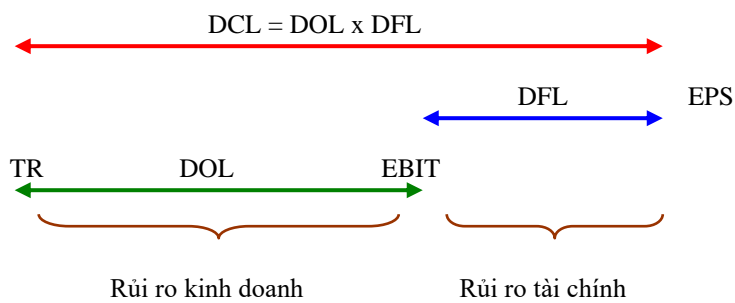 DCL = DOL x DFL
DFL EPS
TR DOL EBIT
Rủi ro kinh doanh Rủi ro tài chính